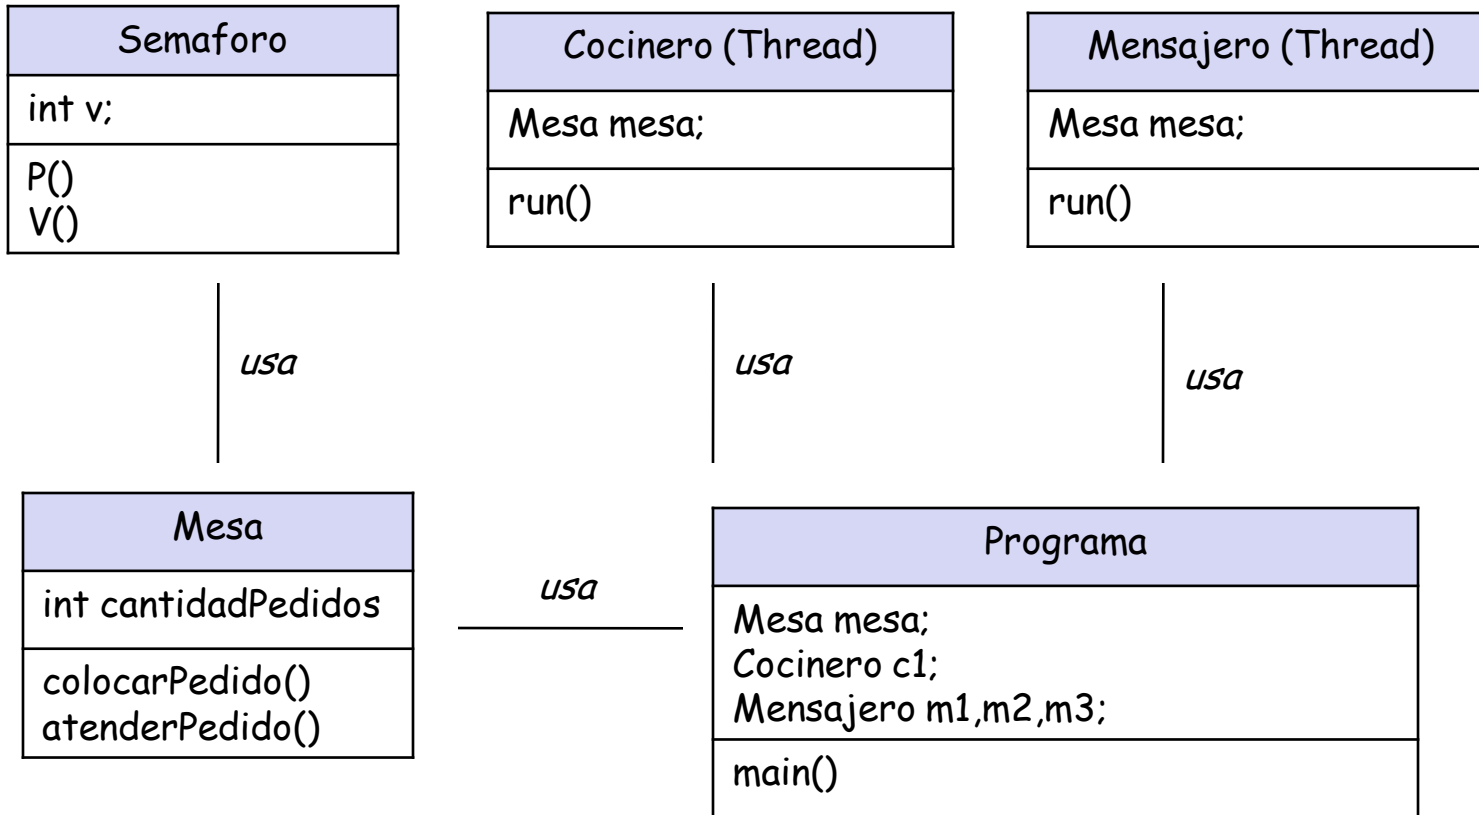 Semaforo
int v;
P()
V()
Cocinero (Thread)
Mesa mesa;
run()
Mensajero (Thread)
Mesa mesa;
run()
usa
usa
usa
Mesa
int cantidadPedidos
colocarPedido()
atenderPedido()
usa
Programa
Mesa mesa;
Cocinero c1;
Mensajero m1,m2,m3;
main()